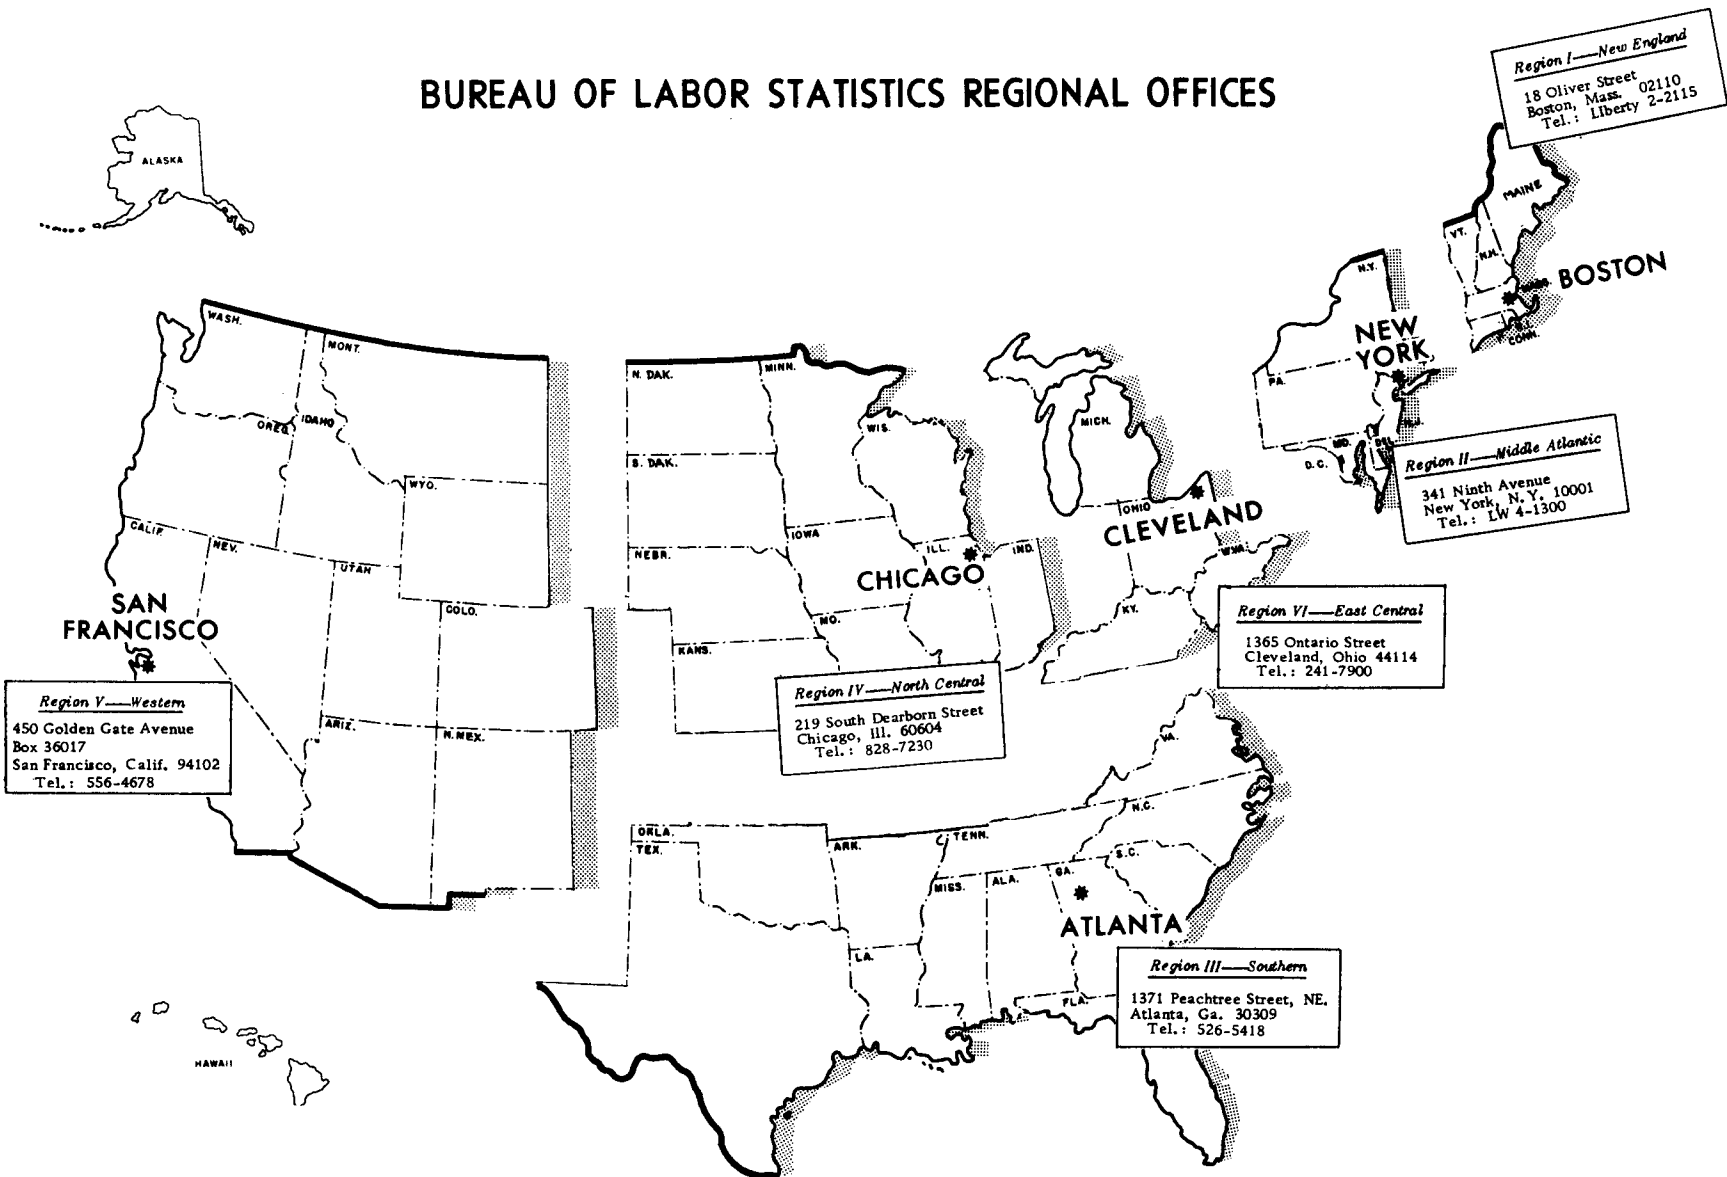 BUREAU OF LABOR STATISTICS REGIONAL OFFICES
Region I——New England
18 Oliver Street
Boston, Mass. 02110
Tel.: LIberty 2-2115
ALASKA
MAINE
VT.
N.H.
MASS.
BOSTON
R.I.
CONN.
N.Y.
NEW
YORK
PA.
N.J.
MD.
DEL.
D.C.
Region II——Middle Atlantic
341 Ninth Avenue
New York, N.Y. 10001
Tel.: LW 4-1300
WASH.
MONT.
OREG.
IDAHO
WYO.
CALIF.
NEV.
UTAH
COLO.
ARIZ.
N.MEX.
SAN
FRANCISCO
Region V——Western
450 Golden Gate Avenue
Box 36017
San Francisco, Calif. 94102
Tel.: 556-4678
N. DAK.
MINN.
S. DAK.
WIS.
IOWA
NEBR.
ILL.
IND.
CHICAGO
MO.
KANS.
Region IV——North Central
219 South Dearborn Street
Chicago, Ill. 60604
Tel.: 828-7230
MICH.
OHIO
CLEVELAND
W.VA.
KY.
Region VI——East Central
1365 Ontario Street
Cleveland, Ohio 44114
Tel.: 241-7900
VA.
N.C.
OKLA.
TEX.
ARK.
TENN.
S.C.
MISS.
ALA.
GA.
ATLANTA
LA.
FLA.
Region III——Southern
1371 Peachtree Street, NE.
Atlanta, Ga. 30309
Tel.: 526-5418
HAWAII